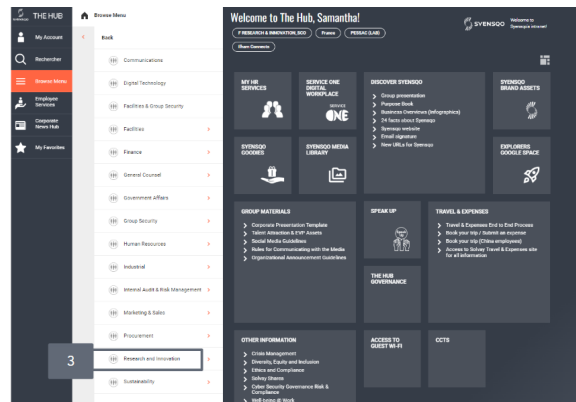 THE HUB
My Account
Rechercher
Browse Menu
Employee
Services
Corporate
News Hub
My Favorites
Browse Menu
Back
Communications
Digital Technology
Facilities & Group Security
Facilities
Finance
General Counsel
Government Affairs
Group Security
Human Resources
Industrial
Internal Audit & Risk Management
Marketing & Sales
Procurement
3
Research and Innovation
Sustainability
Welcome to The Hub, Samantha!
F RESEARCH & INNOVATION_SCO
France
PESSAC (LAB)
Share Connects
SYENSQO
Welcome to
Syensqo's intranet!
MY HR
SERVICES
SERVICE ONE
DIGITAL
WORKPLACE
SERVICE
ONE
DISCOVER SYENSQO
> Group presentation
> Purpose Book
> Business Overviews (Infographics)
> 24 facts about Syensqo
> Syensqo website
> Email signature
> New URLs for Syensqo
SYENSQO
BRAND ASSETS
SYENSQO
GOODIES
SYENSQO MEDIA
LIBRARY
EXPLORERS
GOOGLE SPACE
GROUP MATERIALS
> Corporate Presentation Template
> Talent Attraction & EVP Assets
> Social Media Guidelines
> Rules for Communicating with the Media
> Organizational Announcement Guidelines
SPEAK UP
TRAVEL & EXPENSES
> Travel & Expenses End to End Process
> Book your trip / Submit an expense
> Book your trip (China employees)
> Access to Solvay Travel & Expenses site
for all information
THE HUB
GOVERNANCE
OTHER INFORMATION
> Crisis Management
> Diversity, Equity and Inclusion
> Ethics and Compliance
> Solvay Shares
> Cyber Security Governance Risk &
Compliance
> Well-being @ Work
ACCESS TO
GUEST WI-FI
CCTS